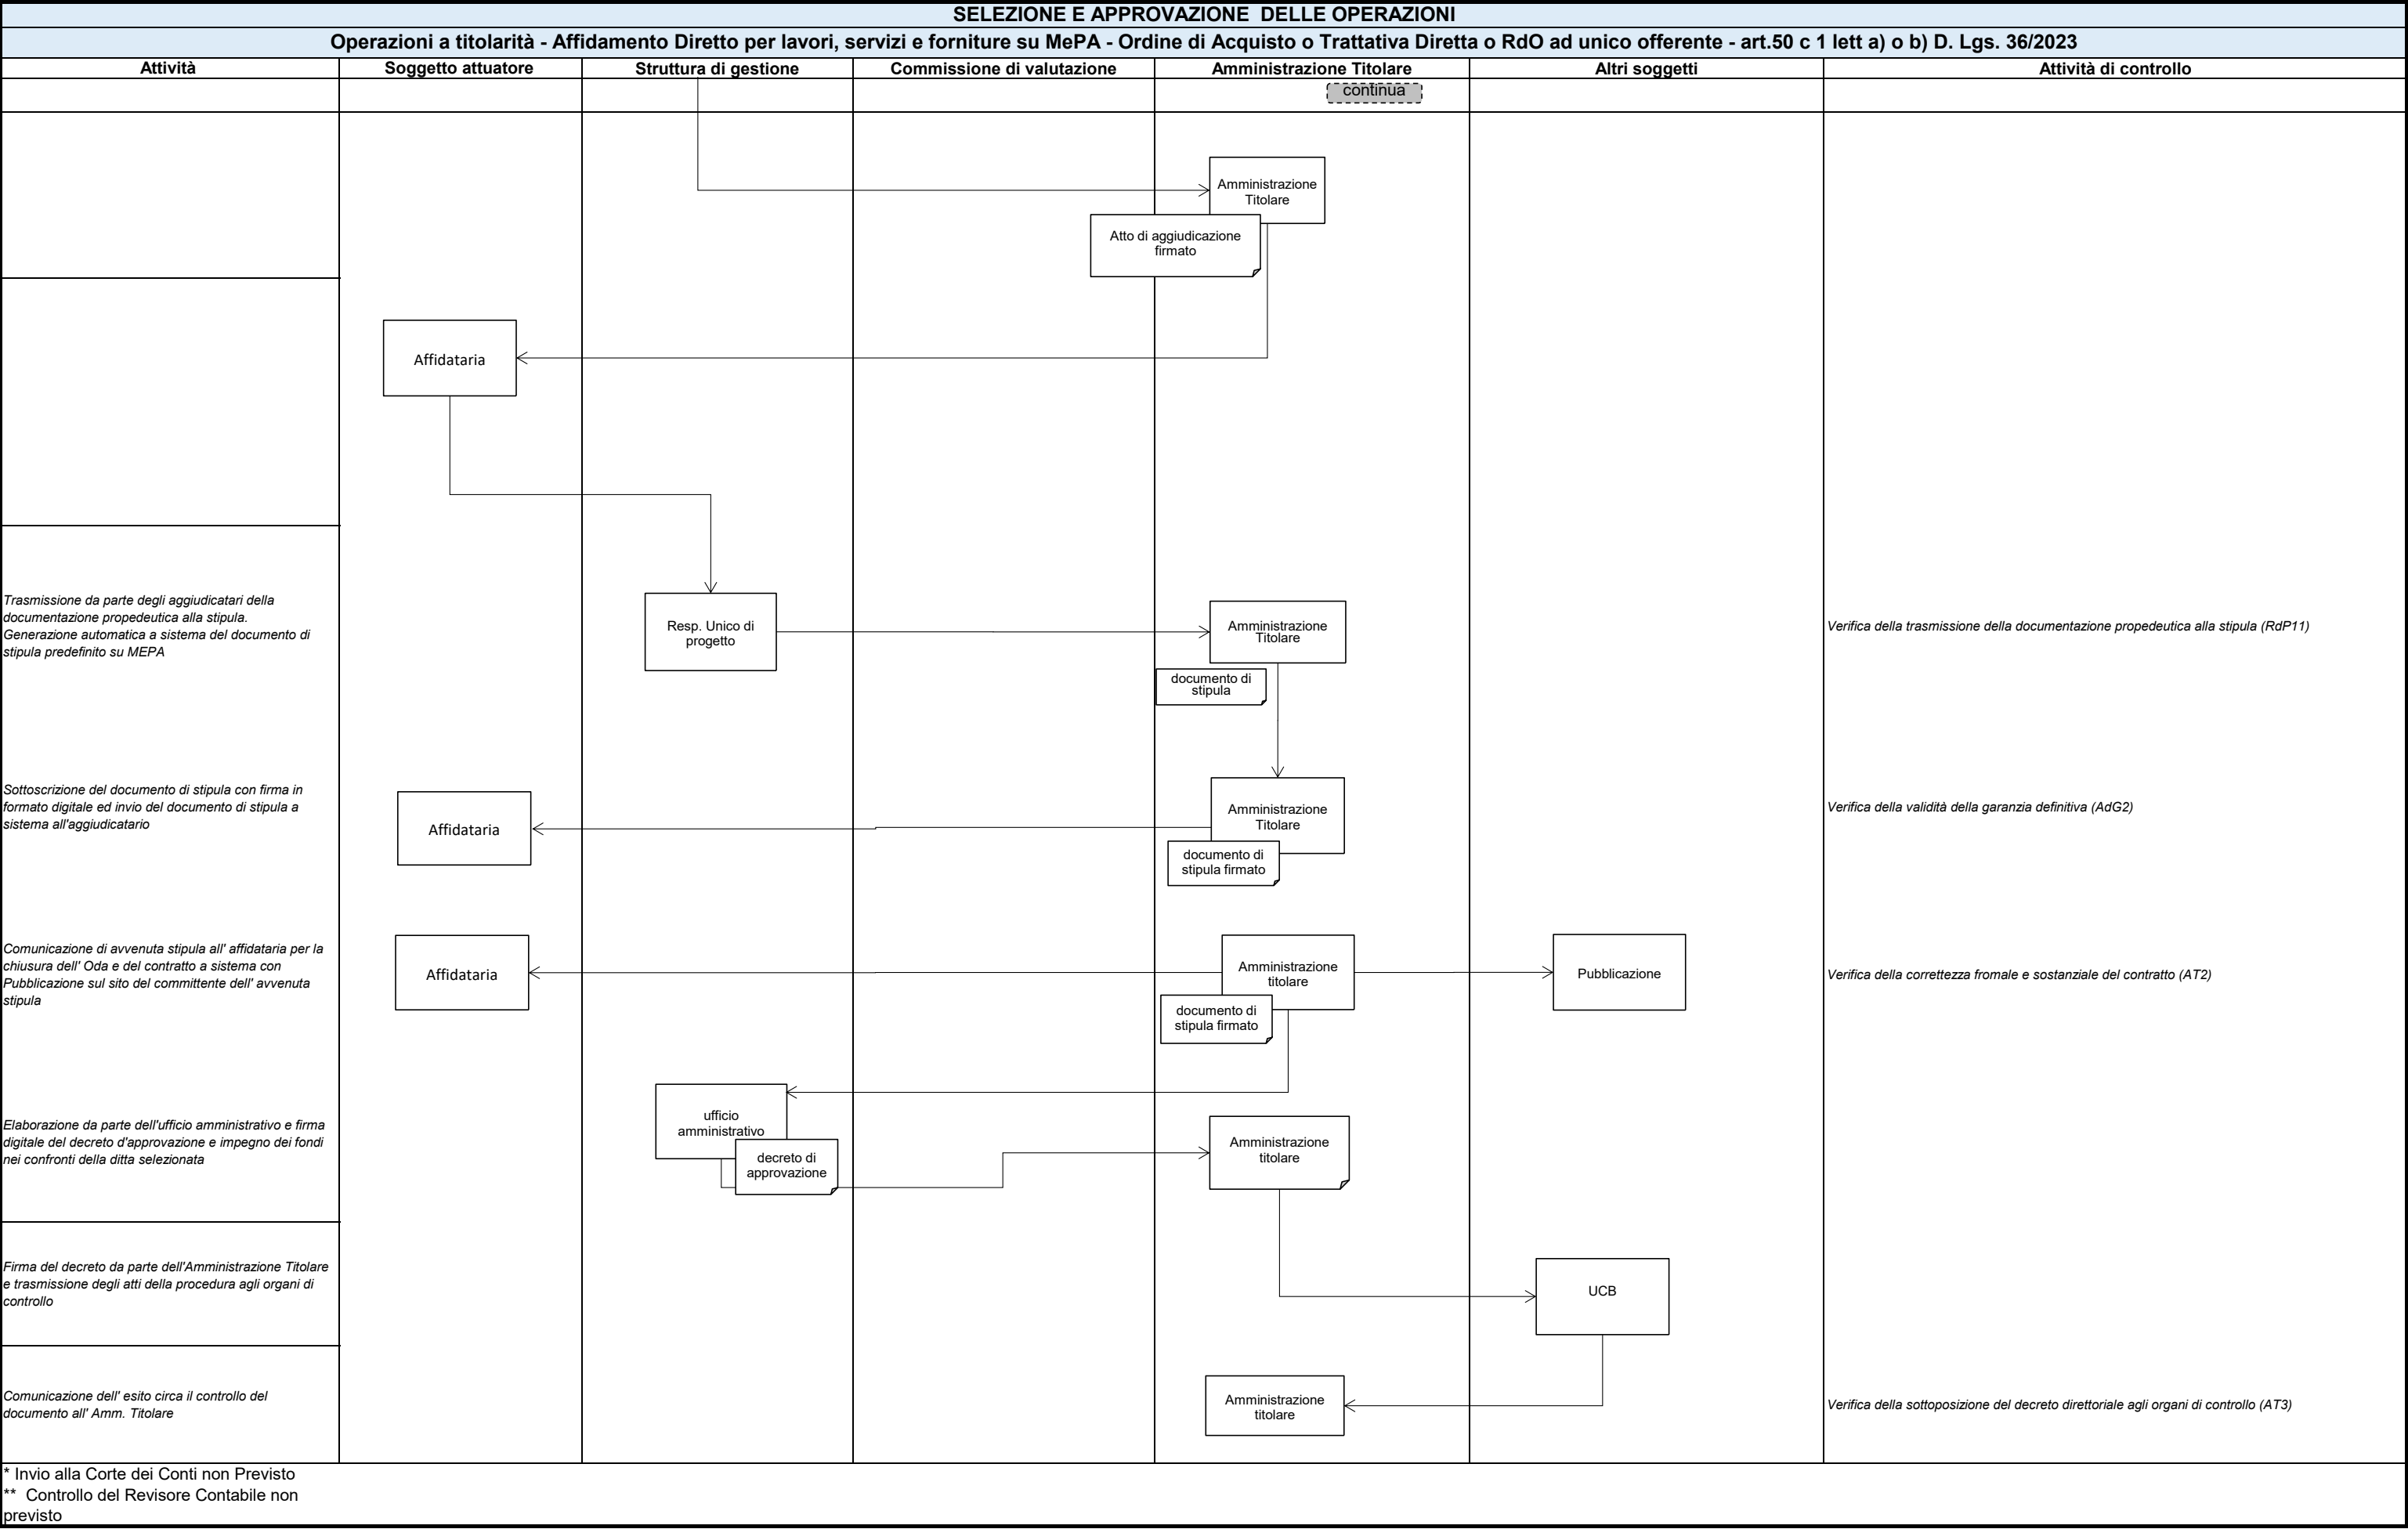 SELEZIONE E APPROVAZIONE  DELLE OPERAZIONI
Operazioni a titolarità - Affidamento Diretto per lavori, servizi e forniture su MePA - Ordine di Acquisto o Trattativa Diretta o RdO ad unico offerente - art.50 c 1 lett a) o b) D. Lgs. 36/2023
Attività
Soggetto attuatore
Struttura di gestione
Commissione di valutazione
Amministrazione Titolare
Altri soggetti
Attività di controllo
continua
Amministrazione
Titolare
Atto di aggiudicazione
firmato
Affidataria
Trasmissione da parte degli aggiudicatari della
documentazione propedeutica alla stipula.
Generazione automatica a sistema del documento di
stipula predefinito su MEPA
Resp. Unico di
progetto
Amministrazione
Titolare
documento di
stipula
Verifica della trasmissione della documentazione propedeutica alla stipula (RdP11)
Sottoscrizione del documento di stipula con firma in
formato digitale ed invio del documento di stipula a
sistema all'aggiudicatario
Affidataria
Amministrazione
Titolare
documento di
stipula firmato
Verifica della validità della garanzia definitiva (AdG2)
Comunicazione di avvenuta stipula all' affidataria per la
chiusura dell' Oda e del contratto a sistema con
Pubblicazione sul sito del committente dell' avvenuta
stipula
Affidataria
Amministrazione
titolare
documento di
stipula firmato
Pubblicazione
Verifica della correttezza fromale e sostanziale del contratto (AT2)
Elaborazione da parte dell'ufficio amministrativo e firma
digitale del decreto d'approvazione e impegno dei fondi
nei confronti della ditta selezionata
ufficio
amministrativo
decreto di
approvazione
Amministrazione
titolare
Firma del decreto da parte dell'Amministrazione Titolare
e trasmissione degli atti della procedura agli organi di
controllo
UCB
Comunicazione dell' esito circa il controllo del
documento all' Amm. Titolare
Amministrazione
titolare
Verifica della sottoposizione del decreto direttoriale agli organi di controllo (AT3)
* Invio alla Corte dei Conti non Previsto
**  Controllo del Revisore Contabile non
previsto